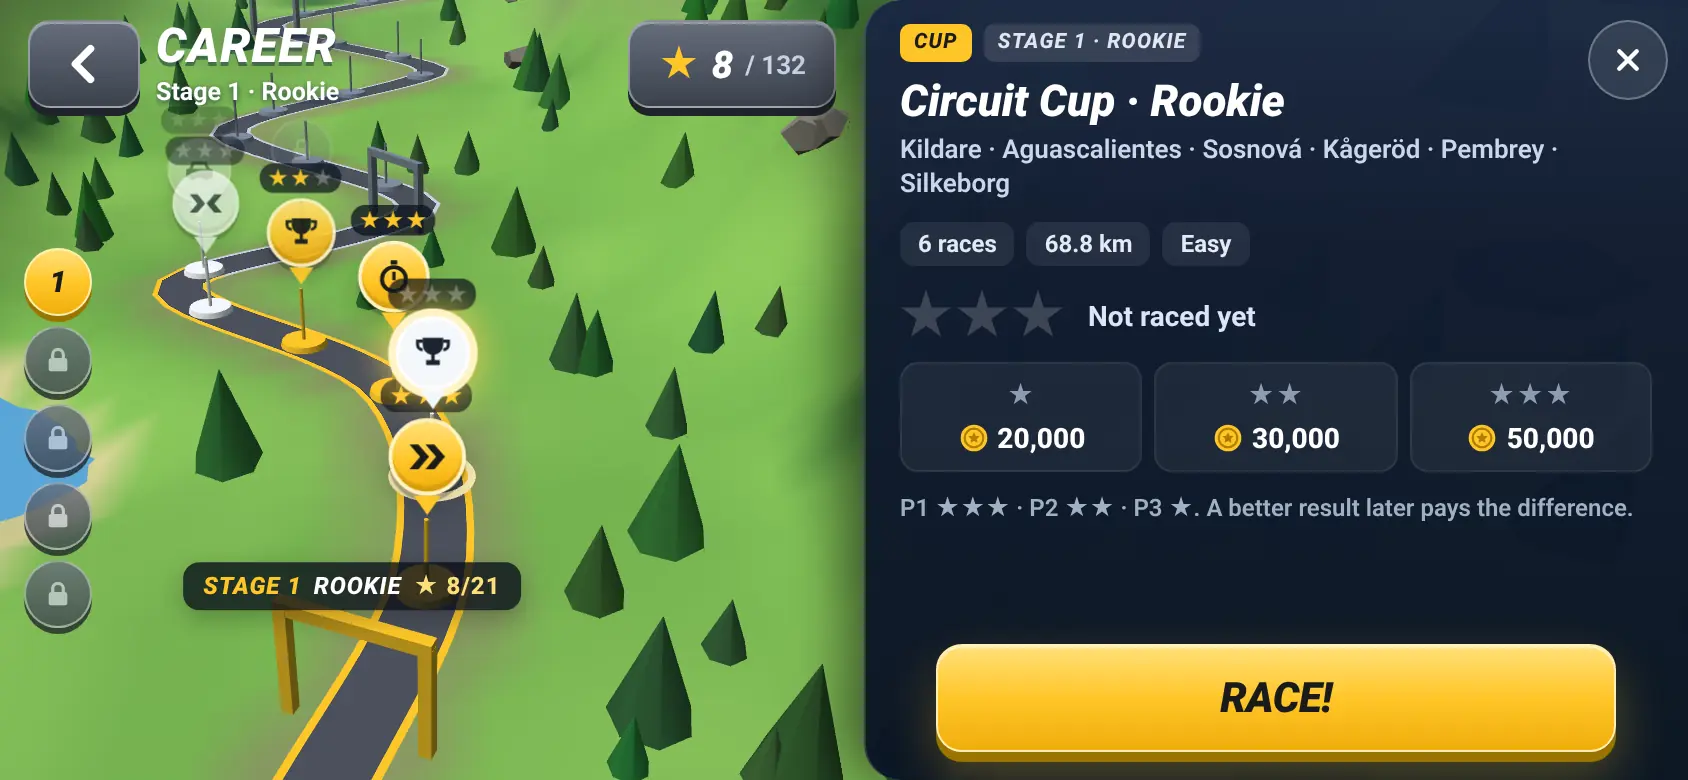 CAREER
Stage 1 · Rookie
8 / 132
1
STAGE 1 ROOKIE ★ 8/21
CUP
STAGE 1 · ROOKIE
Circuit Cup · Rookie
Kildare · Aguascalientes · Sosnová · Kågeröd · Pembrey ·
Silkeborg
6 races
68.8 km
Easy
Not raced yet
20,000
30,000
50,000
P1 ★★★ · P2 ★★ · P3 ★. A better result later pays the difference.
RACE!